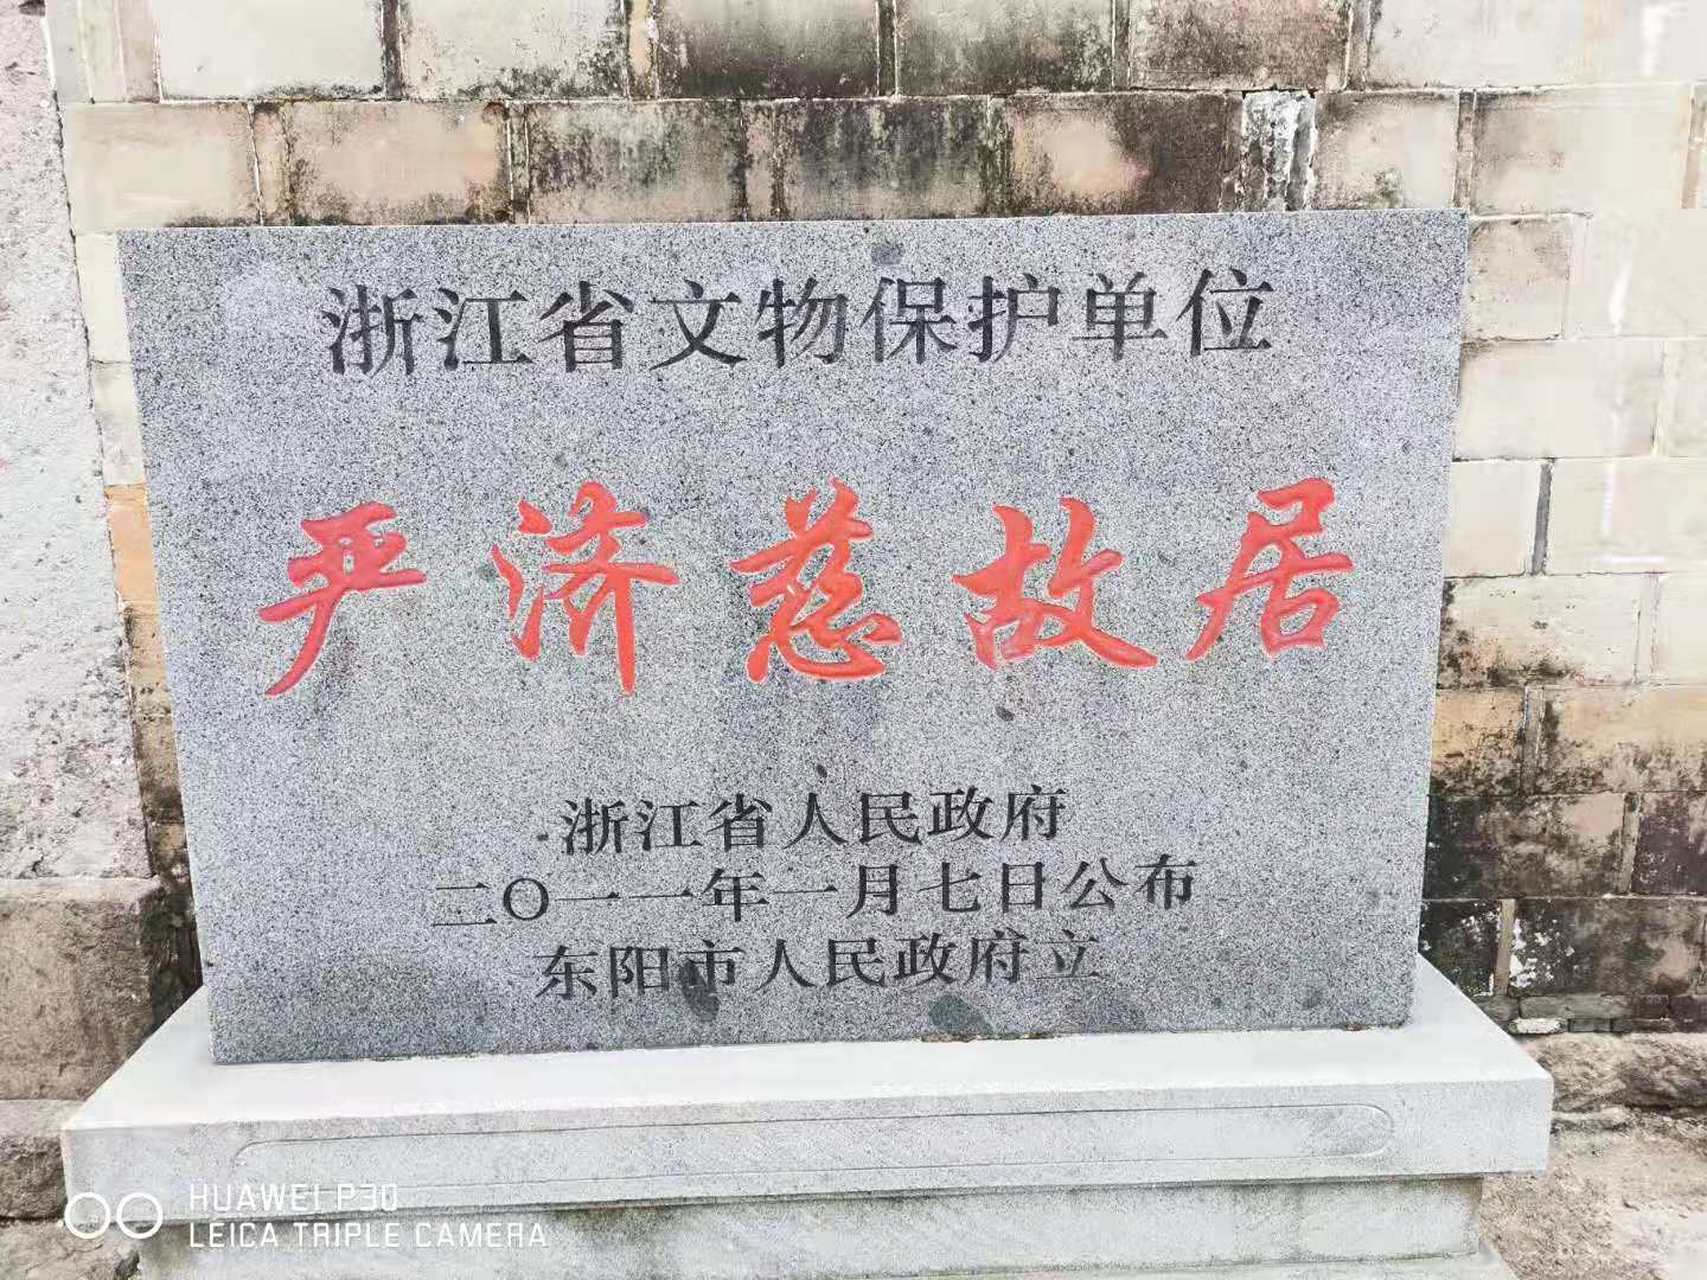 浙江省文物保护单位
严济慈故居
浙江省人民政府
二〇一一年一月七日公布
东阳市人民政府立
HUAWEI P30
LEICA TRIPLE CAMERA